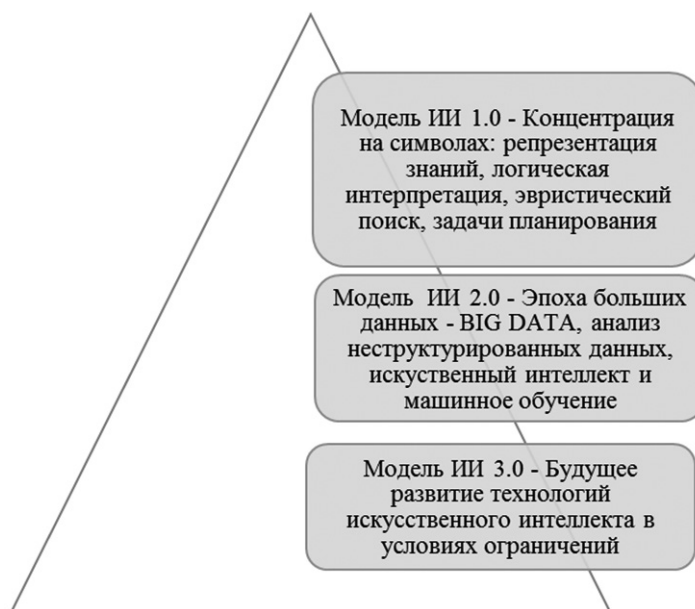 Модель ИИ 1.0 - Концентрация
на символах: репрезентация
знаний, логическая
интерпретация, эвристический
поиск, задачи планирования
Модель ИИ 2.0 - Эпоха больших
данных - BIG DATA, анализ
неструктурированных данных,
искуственный интеллект и
машинное обучение
Модель ИИ 3.0 - Будущее
развитие технологий
искусственного интеллекта в
условиях ограничений